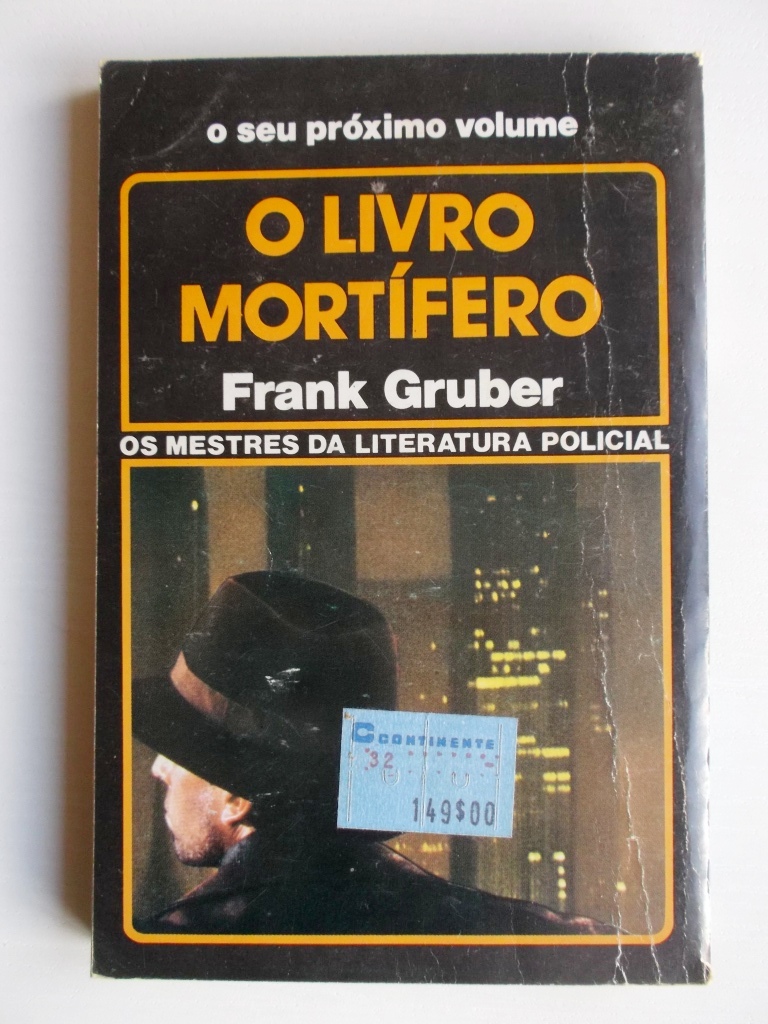 o seu próximo volume
O LIVRO
MORTÍFERO
Frank Gruber
OS MESTRES DA LITERATURA POLICIAL
CONTINENTE
32
149$00